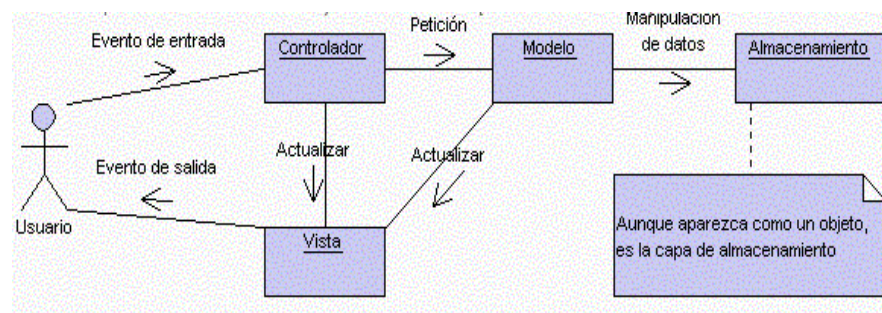 Evento de entrada
Controlador
Petición
Modelo
Manipulación
de datos
Almacenamiento
Actualizar
Actualizar
Evento de salida
Usuario
Vista
Aunque aparezca como un objeto,
es la capa de almacenamiento